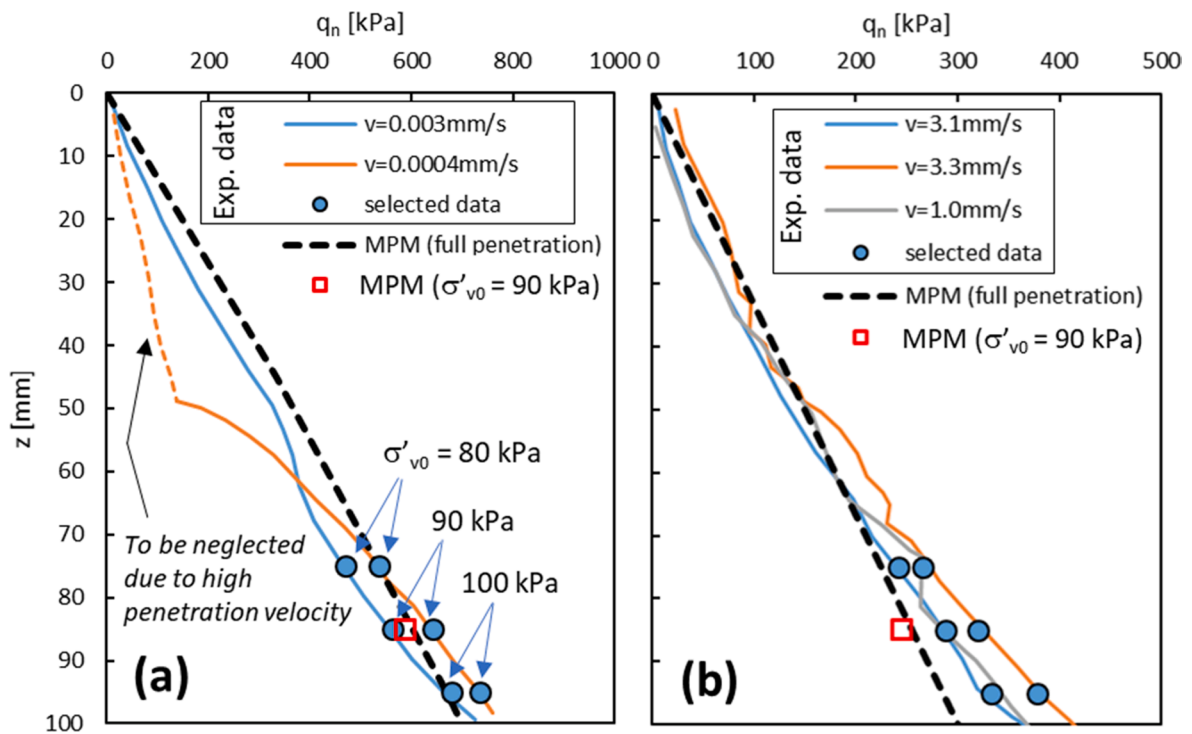 qn [kPa]
0 200 400 600 800 1000
0
10
20
30
40
50
60
70
80
90
100
z [mm]
Exp. data
v=0.003mm/s
v=0.0004mm/s
selected data
MPM (full penetration)
MPM (σ'v0 = 90 kPa)
σ'v0 = 80 kPa
90 kPa
100 kPa
To be neglected
due to high
penetration velocity
(a)
qn [kPa]
0 100 200 300 400 500
Exp. data
v=3.1mm/s
v=3.3mm/s
v=1.0mm/s
selected data
MPM (full penetration)
MPM (σ'v0 = 90 kPa)
(b)